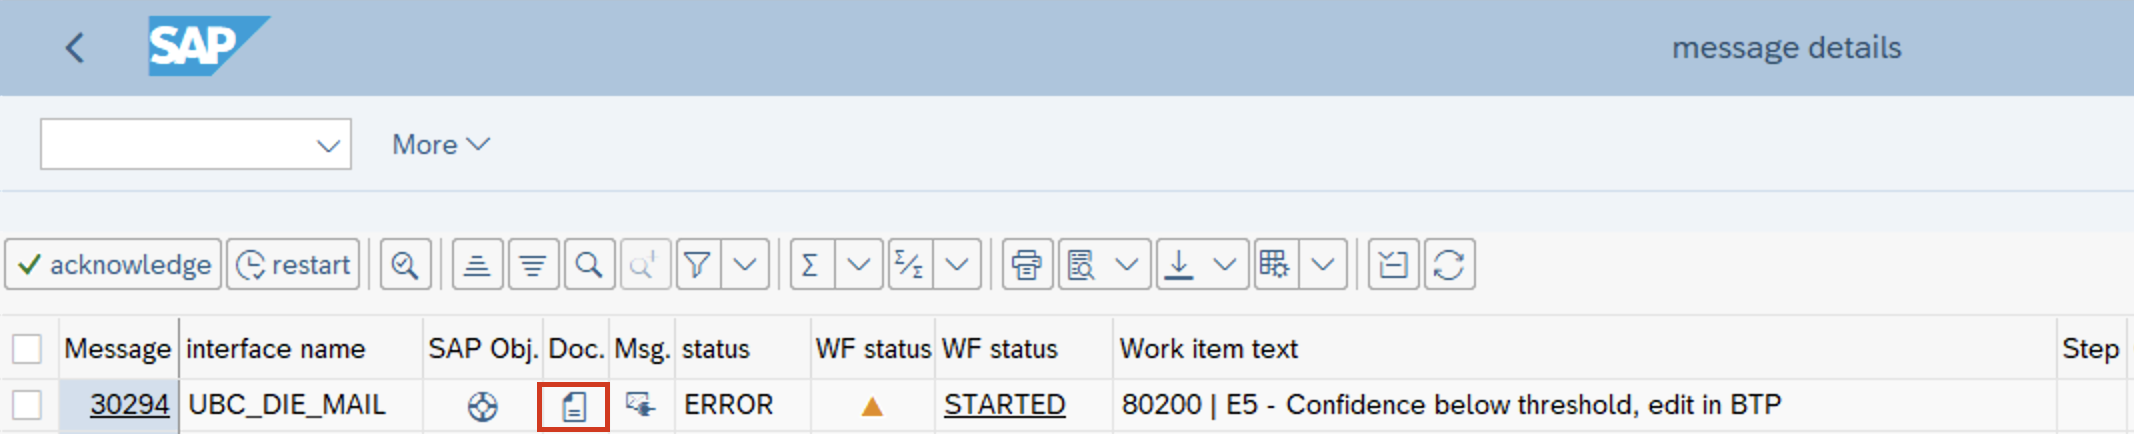 SAP message details
More
acknowledge restart
Message interface name SAP Obj. Doc. Msg. status WF status WF status Work item text Step
30294 UBC_DIE_MAIL ERROR STARTED 80200 | E5 - Confidence below threshold, edit in BTP